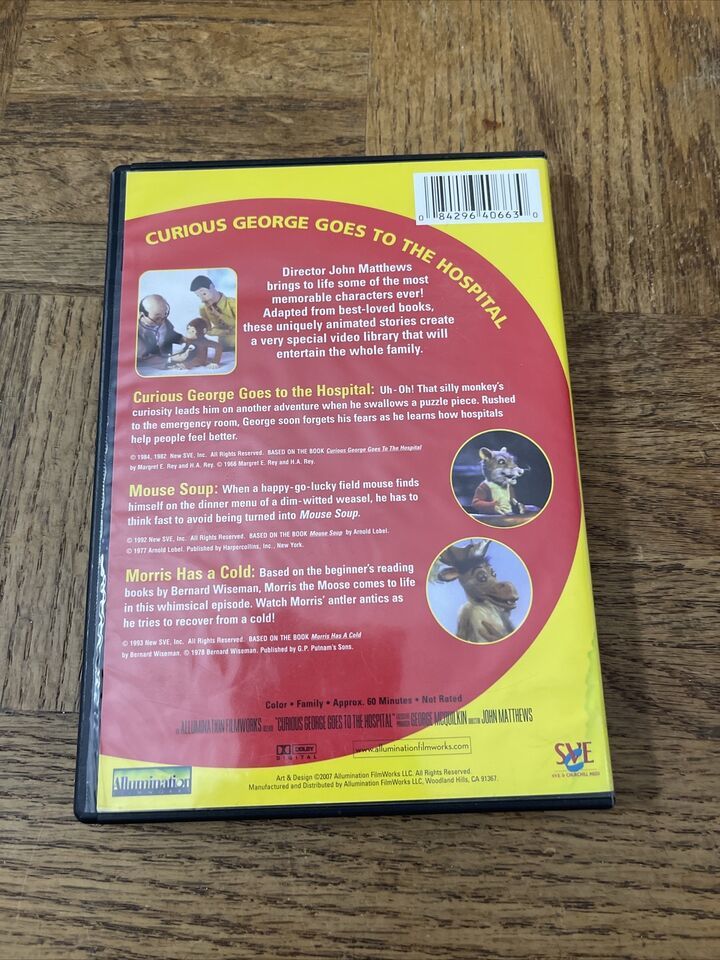 0 84296 40663 0
CURIOUS GEORGE GOES TO THE HOSPITAL
Director John Matthews
brings to life some of the most
memorable characters ever!
Adapted from best-loved books,
these uniquely animated stories create
a very special video library that will
entertain the whole family.
Curious George Goes to the Hospital: Uh-Oh! That silly monkey's
curiosity leads him on another adventure when he swallows a puzzle piece. Rushed
to the emergency room, George soon forgets his fears as he learns how hospitals
help people feel better.
© 1984, 1982 New SVE, Inc. All Rights Reserved. BASED ON THE BOOK Curious George Goes To The Hospital
by Margret E. Rey and H.A. Rey. © 1966 Margret E. Rey and H.A. Rey.
Mouse Soup: When a happy-go-lucky field mouse finds
himself on the dinner menu of a dim-witted weasel, he has to
think fast to avoid being turned into Mouse Soup.
© 1992 New SVE, Inc. All Rights Reserved. BASED ON THE BOOK Mouse Soup by Arnold Lobel.
© 1977 Arnold Lobel. Published by Harpercollins, Inc., New York.
Morris Has a Cold: Based on the beginner's reading
books by Bernard Wiseman, Morris the Moose comes to life
in this whimsical episode. Watch Morris' antler antics as
he tries to recover from a cold!
© 1993 New SVE, Inc. All Rights Reserved. BASED ON THE BOOK Morris Has A Cold
by Bernard Wiseman. © 1978 Bernard Wiseman. Published by G.P. Putnam's Sons.
Color • Family • Approx. 60 Minutes • Not Rated
ALLUMINATION FILMWORKS "CURIOUS GEORGE GOES TO THE HOSPITAL" GEORGE MCQUILKIN JOHN MATTHEWS
DOLBY
DIGITAL
www.alluminationfilmworks.com
SVE
SVE & CHURCHILL MEDIA
Allumination
Art & Design ©2007 Allumination FilmWorks LLC. All Rights Reserved.
Manufactured and Distributed by Allumination FilmWorks LLC, Woodland Hills, CA 91367.